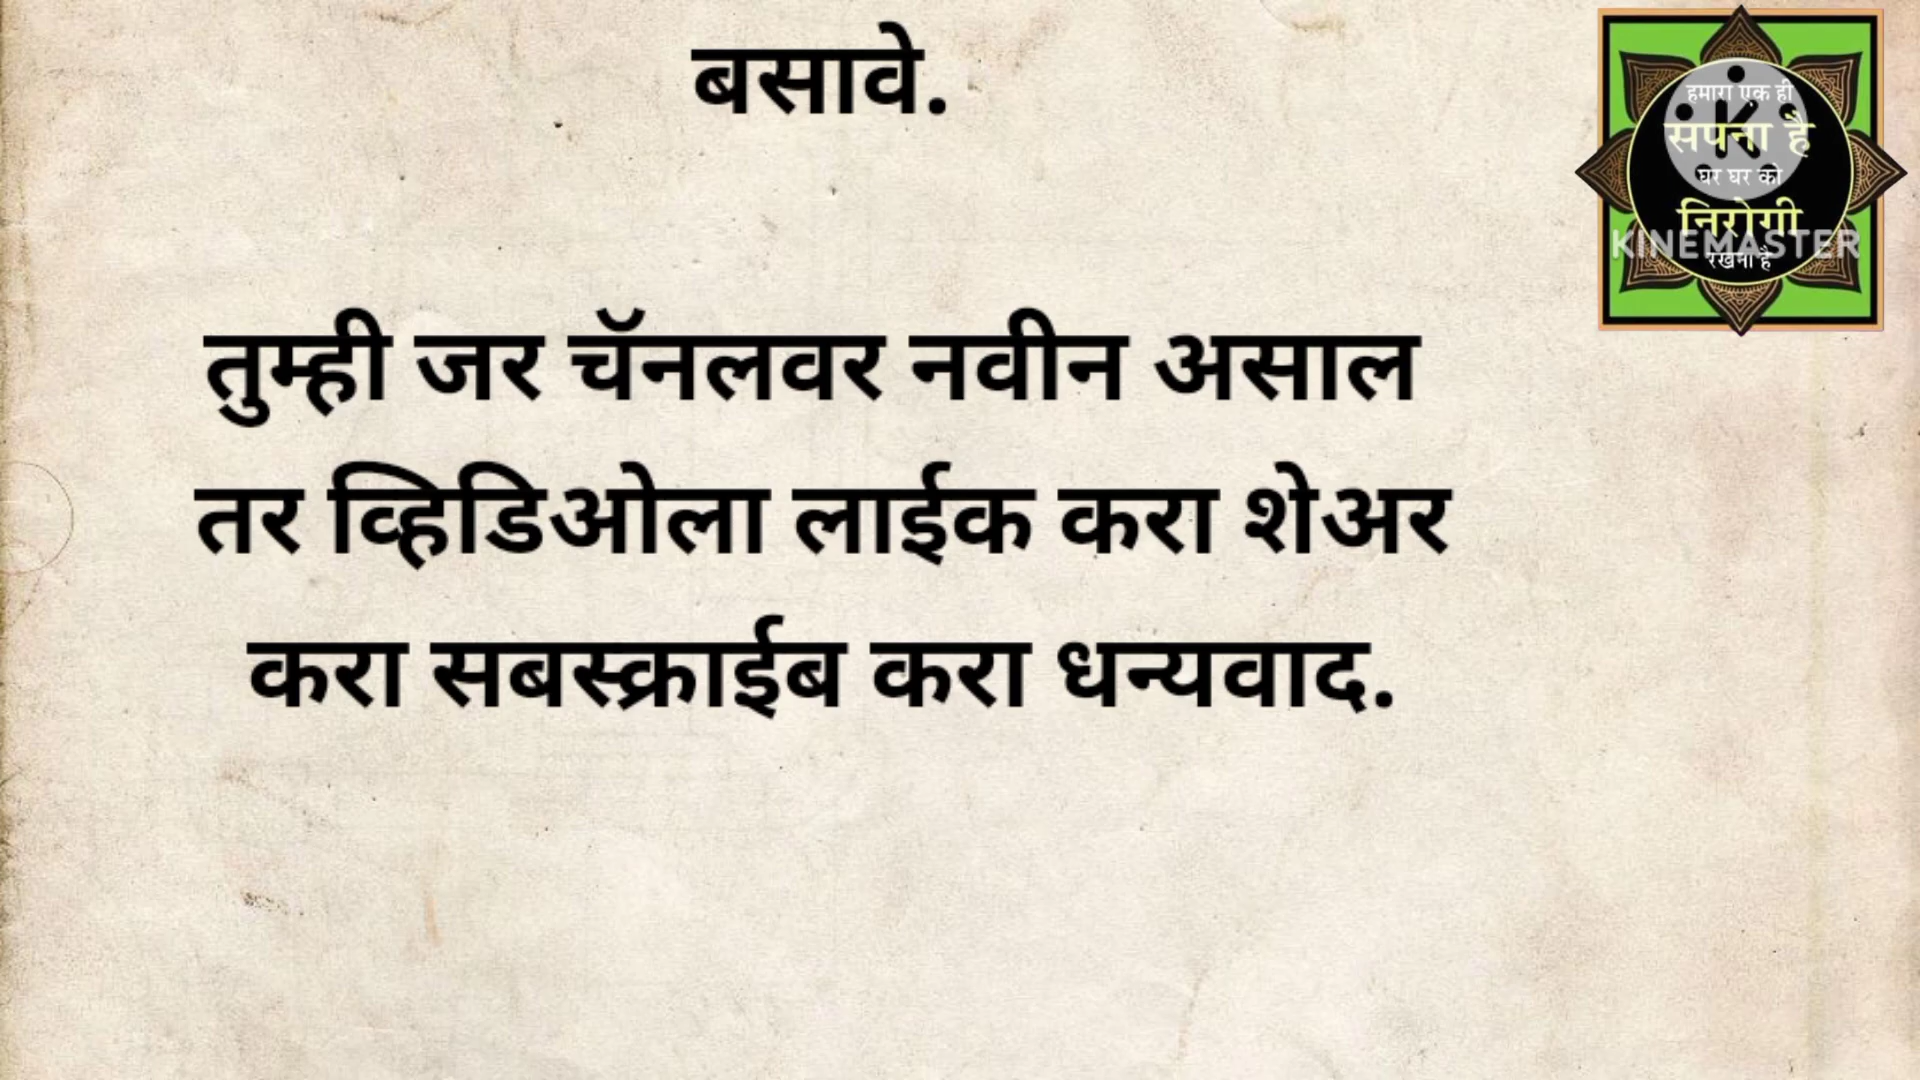 बसावे.
तुम्ही जर चॅनलवर नवीन असाल
तर व्हिडिओला लाईक करा शेअर
करा सबस्क्राईब करा धन्यवाद.
हमारा एक ही
सपना है
घर घर को
निरोगी
KINEMASTER
रखना है